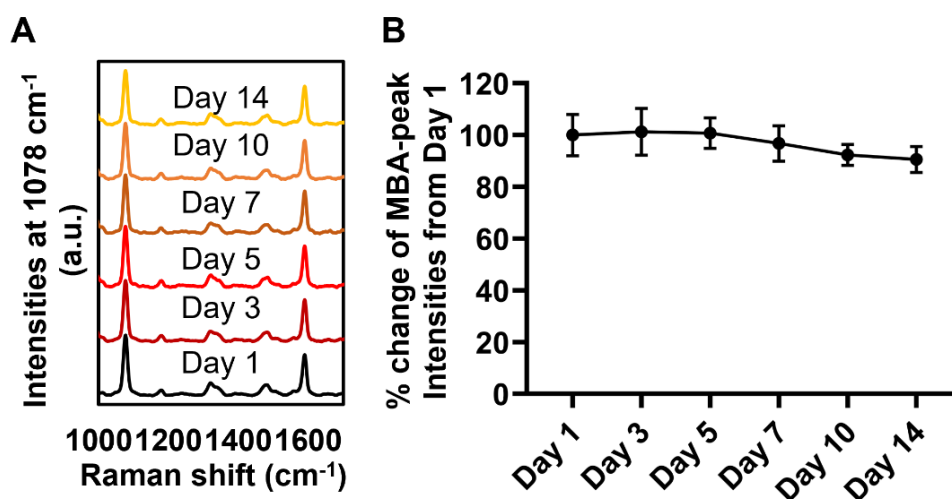 A
Intensities at 1078 cm⁻¹
(a.u.)
Day 14
Day 10
Day 7
Day 5
Day 3
Day 1
1000 1200 1400 1600
Raman shift (cm⁻¹)
B
% change of MBA-peak
Intensities from Day 1
120
100
80
60
40
20
0
Day 1
Day 3
Day 5
Day 7
Day 10
Day 14